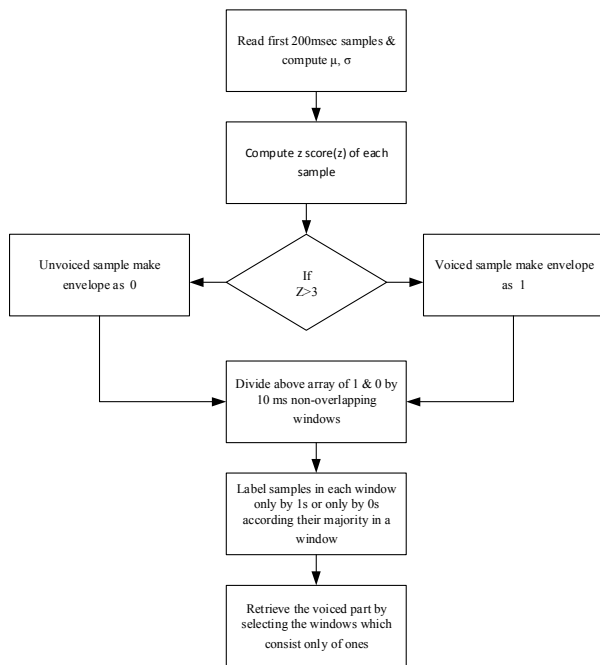 Read first 200msec samples &
compute μ, σ
Compute z score(z) of each
sample
Unvoiced sample make
envelope as 0
If
Z>3
Voiced sample make envelope
as 1
Divide above array of 1 & 0 by
10 ms non-overlapping
windows
Label samples in each window
only by 1s or only by 0s
according their majority in a
window
Retrieve the voiced part by
selecting the windows which
consist only of ones